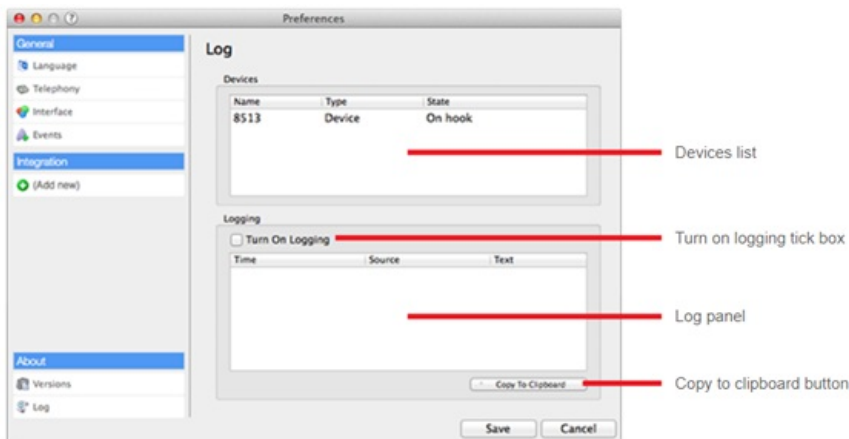 Preferences
General
Language
Telephony
Interface
Events
Integration
(Add new)
About
Versions
Log
Log
Devices
Name Type State
8513 Device On hook
Logging
Turn On Logging
Time Source Text
Copy To Clipboard
Save Cancel
Devices list
Turn on logging tick box
Log panel
Copy to clipboard button